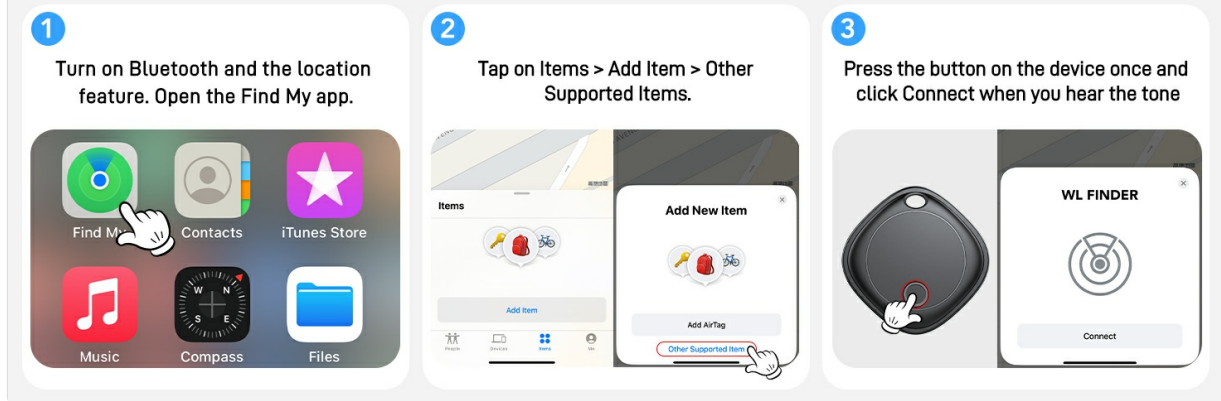 1
Turn on Bluetooth and the location
feature. Open the Find My app.
Find My
Contacts
iTunes Store
W N
S E
Music
Compass
Files
2
Tap on Items > Add Item > Other
Supported Items.
Items
Add Item
People
Devices
Items
Me
Add New Item
Add AirTag
Other Supported Item
3
Press the button on the device once and
click Connect when you hear the tone
WL FINDER
Connect